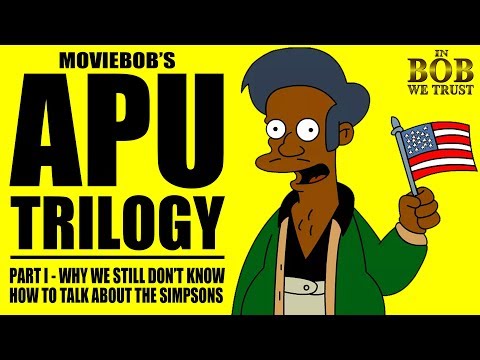 MOVIEBOB'S
APU
TRILOGY
PART I - WHY WE STILL DON'T KNOW
HOW TO TALK ABOUT THE SIMPSONS
IN
BOB
WE TRUST